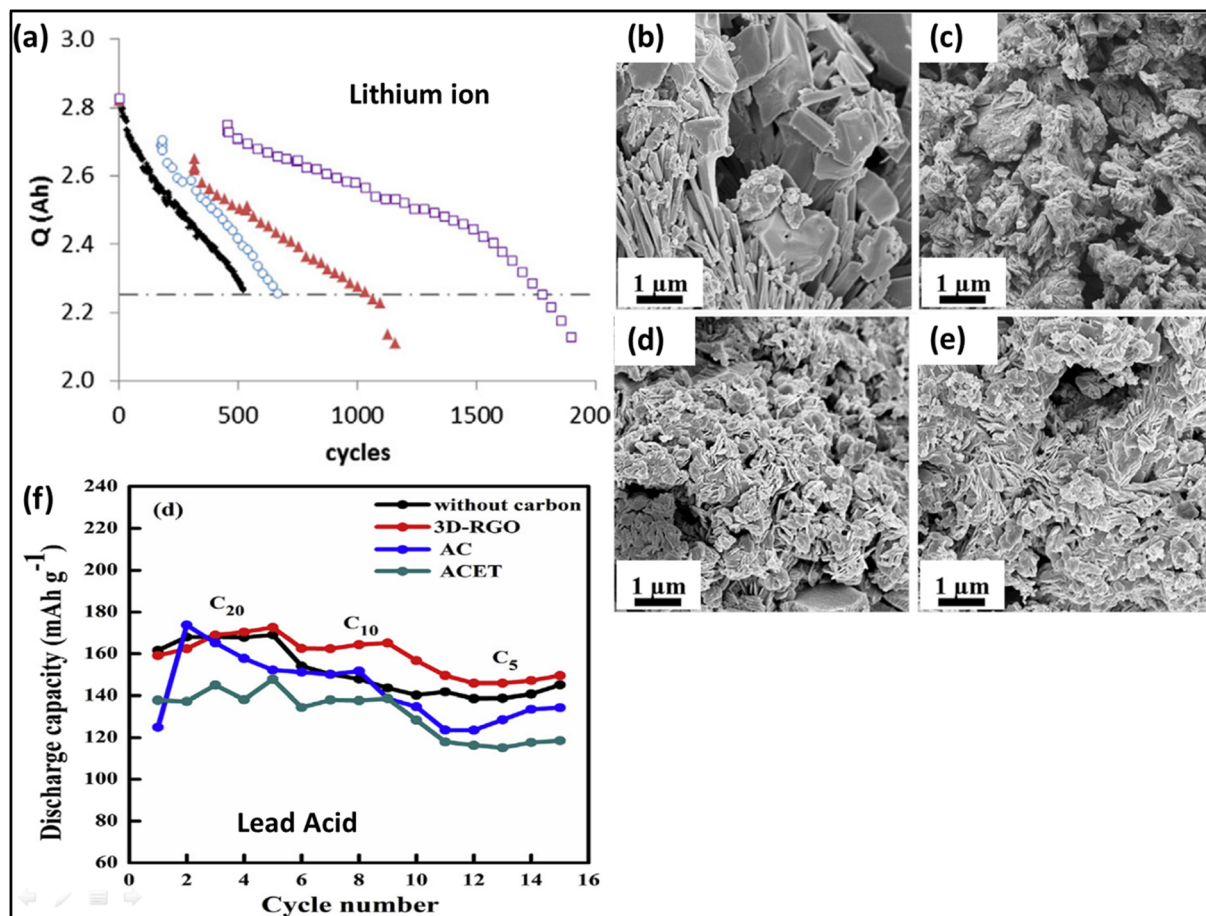 (a)
3.0
2.8
2.6
2.4
2.2
2.0
Q (Ah)
Lithium ion
0 500 1000 1500 200
cycles
(b)
1 µm
(c)
1 µm
(d)
1 µm
(e)
1 µm
(f)
240
220
200
180
160
140
120
100
80
60
Discharge capacity (mAh g-1)
(d)
without carbon
3D-RGO
AC
ACET
C20
C10
C5
Lead Acid
0 2 4 6 8 10 12 14 16
Cycle number